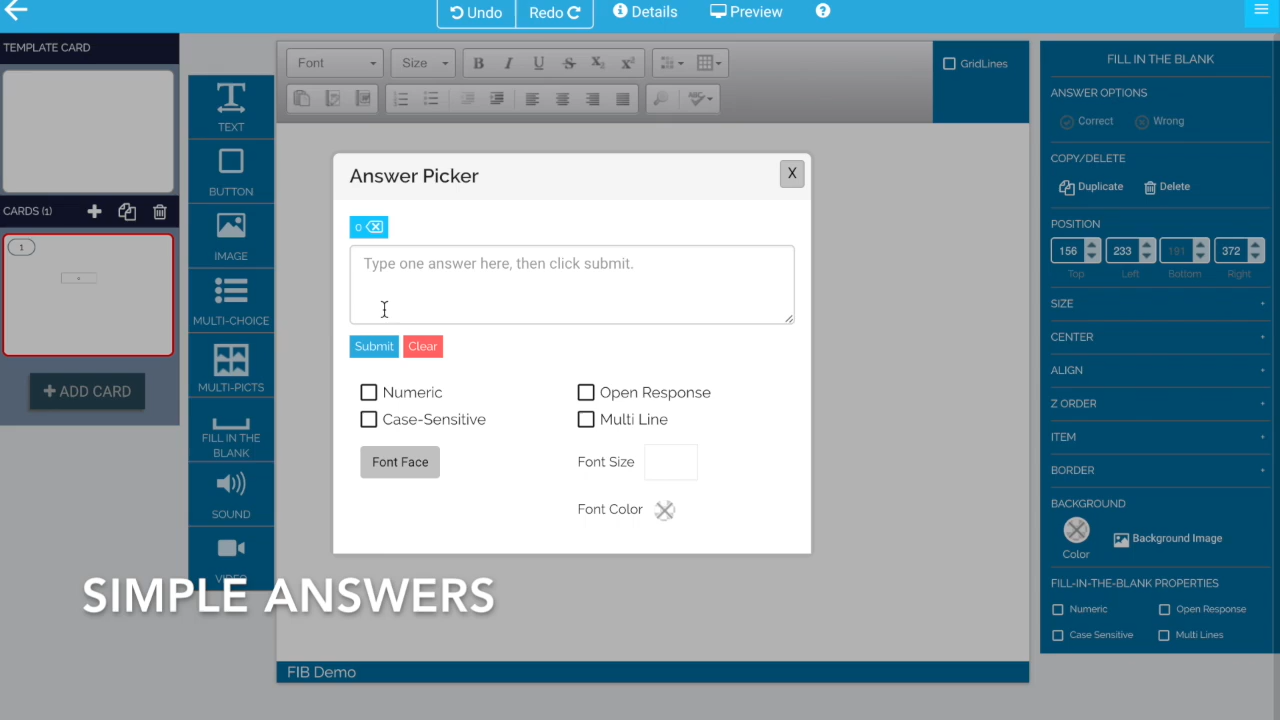 Undo
Redo
Details
Preview
?
TEMPLATE CARD
CARDS (1)
1
ADD CARD
TEXT
BUTTON
IMAGE
MULTI-CHOICE
MULTI-PICTS
FILL IN THE
BLANK
SOUND
VIDEO
Font
Size
B I U S x₂ x²
GridLines
Answer Picker
X
0
Type one answer here, then click submit.
Submit Clear
Numeric
Open Response
Case-Sensitive
Multi Line
Font Face
Font Size
Font Color
SIMPLE ANSWERS
FIB Demo
FILL IN THE BLANK
ANSWER OPTIONS
Correct Wrong
COPY/DELETE
Duplicate Delete
POSITION
156 233 191 372
Top Left Bottom Right
SIZE +
CENTER +
ALIGN +
Z ORDER +
ITEM +
BORDER +
BACKGROUND
Color
Background Image
FILL-IN-THE-BLANK PROPERTIES
Numeric Open Response
Case Sensitive Multi Lines